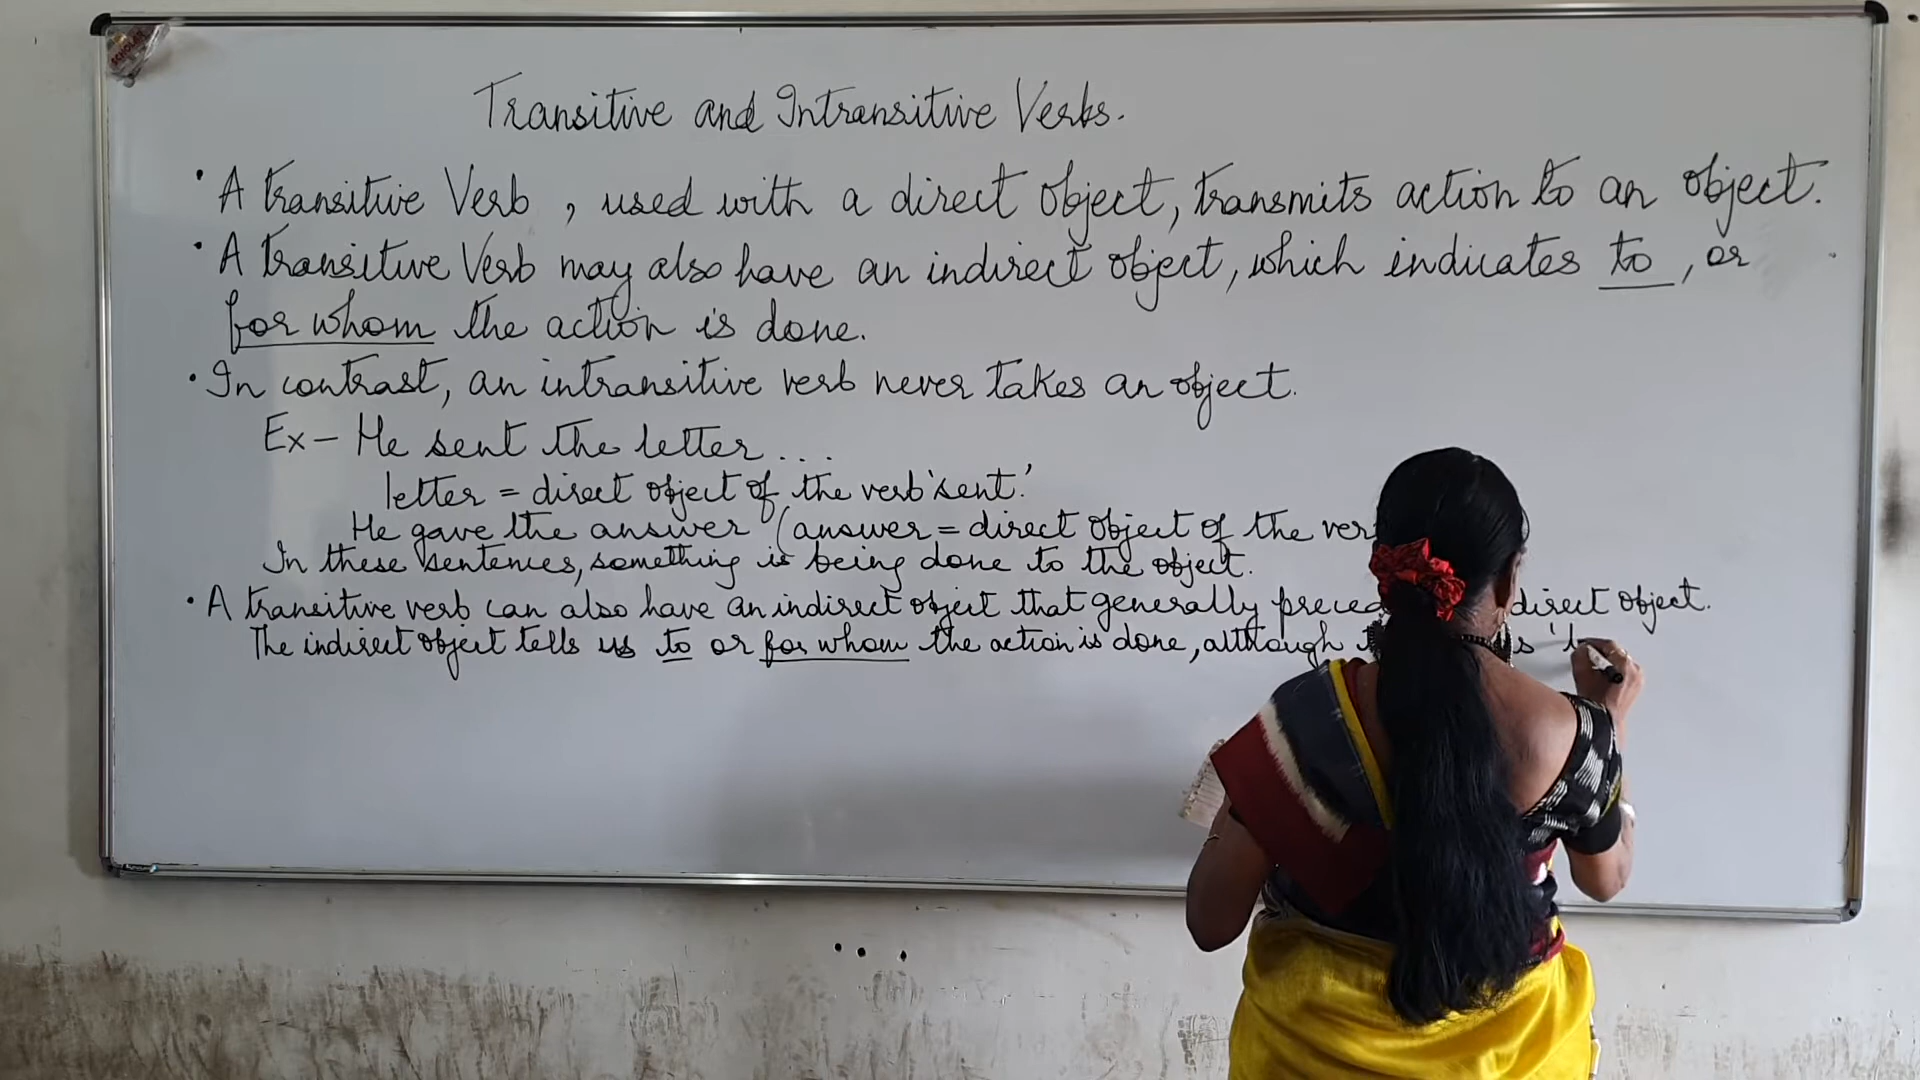 SCHOLAR
Transitive and Intransitive Verbs.
• A transitive Verb , used with a direct object, transmits action to an object.
• A transitive Verb may also have an indirect object, which indicates to , or
for whom the action is done.
• In contrast, an intransitive verb never takes an object.
Ex - He sent the letter ...
letter = direct object of the verb 'sent.'
He gave the answer (answer = direct object of the
In these sentences, something is being done to the object.
• A transitive verb can also have an indirect object that generally direct object.
The indirect object tells us to or for whom the action is done, although